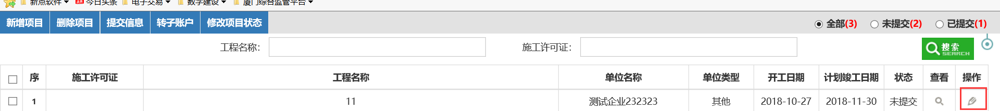 新点软件 今日头条 电子交易 数字建设 厦门综合监管平台
新增项目 删除项目 提交信息 转子账户 修改项目状态 全部(3) 未提交(2) 已提交(1)
工程名称: 施工许可证: 搜索 SEARCH
序 施工许可证 工程名称 单位名称 单位类型 开工日期 计划竣工日期 状态 查看 操作
1 11 测试企业232323 其他 2018-10-27 2018-11-30 未提交